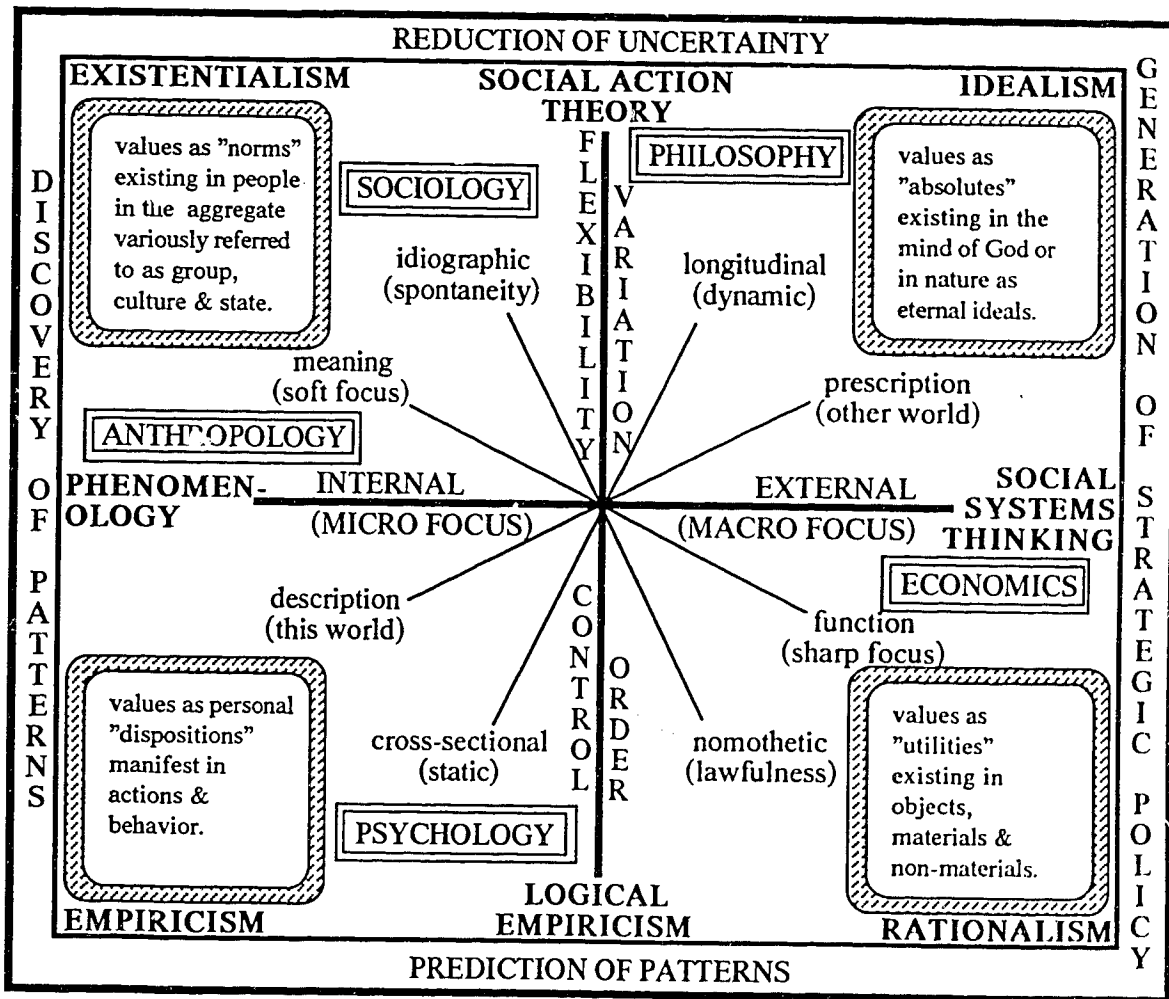 REDUCTION OF UNCERTAINTY
EXISTENTIALISM
SOCIAL ACTION
THEORY
IDEALISM
values as "norms"
existing in people
in the aggregate
variously referred
to as group,
culture & state.
SOCIOLOGY
PHILOSOPHY
values as
"absolutes"
existing in the
mind of God or
in nature as
eternal ideals.
DISCOVERY OF PATTERNS
FLEXIBILITY
VARIATION
GENERATION OF STRATEGIC POLICY
idiographic
(spontaneity)
longitudinal
(dynamic)
meaning
(soft focus)
prescription
(other world)
ANTHROPOLOGY
PHENOMEN-
OLOGY
INTERNAL
(MICRO FOCUS)
EXTERNAL
(MACRO FOCUS)
SOCIAL
SYSTEMS
THINKING
ECONOMICS
description
(this world)
CONTROL
ORDER
function
(sharp focus)
values as personal
"dispositions"
manifest in
actions &
behavior.
cross-sectional
(static)
nomothetic
(lawfulness)
values as
"utilities"
existing in
objects,
materials &
non-materials.
PSYCHOLOGY
EMPIRICISM
LOGICAL
EMPIRICISM
RATIONALISM
PREDICTION OF PATTERNS